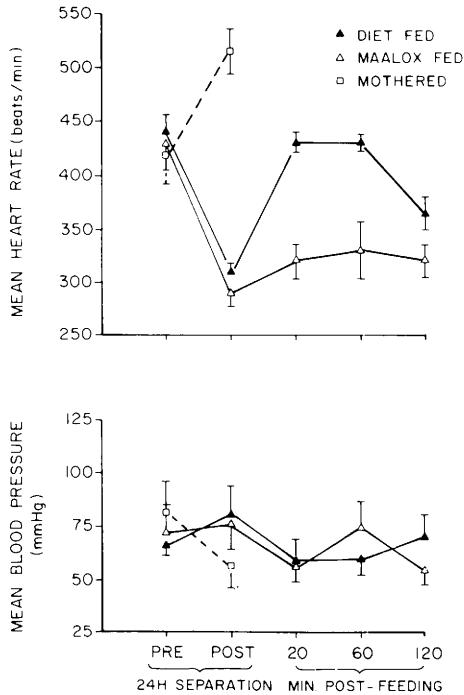 550
500
450
400
350
300
250
MEAN HEART RATE (beats/min)
DIET FED
MAALOX FED
MOTHERED
125
100
75
50
25
MEAN BLOOD PRESSURE
(mmHg)
PRE POST 20 60 120
24H SEPARATION MIN. POST-FEEDING